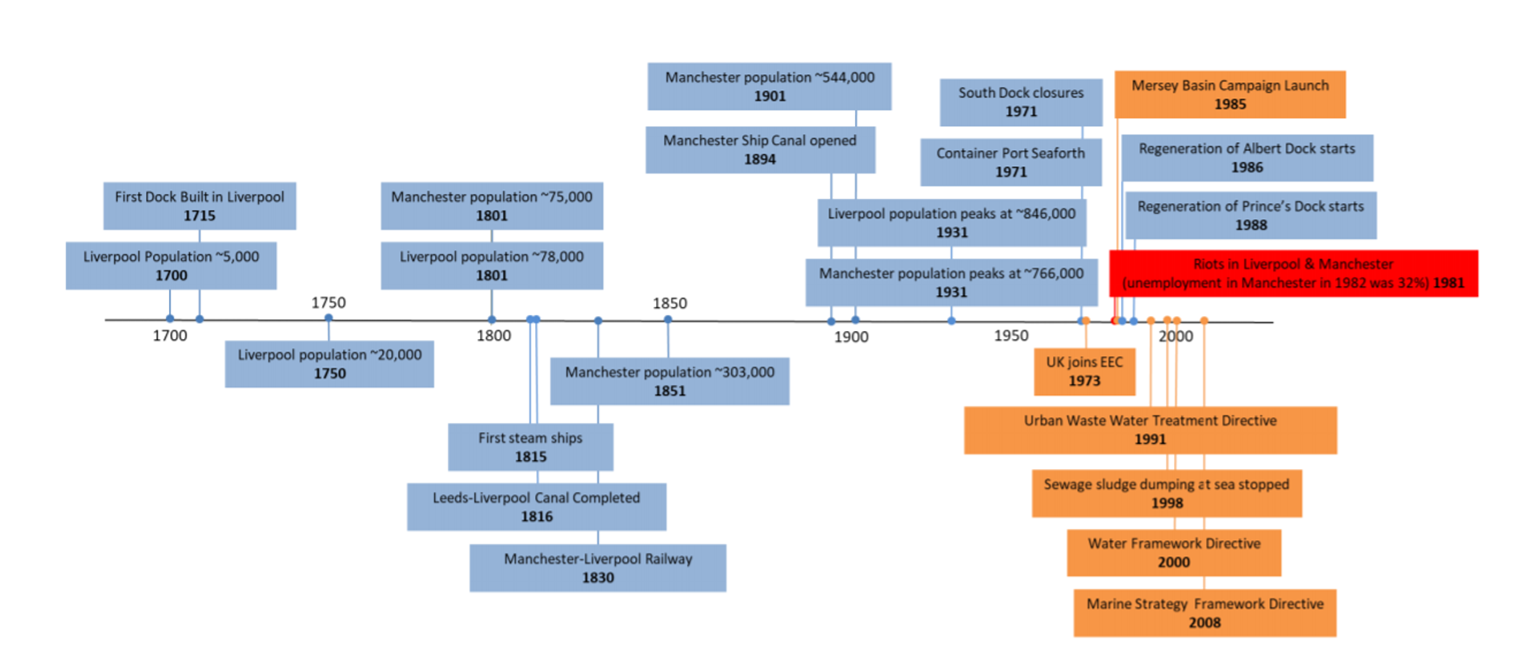 Manchester population ~544,000
1901
South Dock closures
1971
Mersey Basin Campaign Launch
1985
Manchester Ship Canal opened
1894
Container Port Seaforth
1971
Regeneration of Albert Dock starts
1986
First Dock Built in Liverpool
1715
Manchester population ~75,000
1801
Liverpool population peaks at ~846,000
1931
Regeneration of Prince's Dock starts
1988
Liverpool Population ~5,000
1700
Liverpool population ~78,000
1801
Manchester population peaks at ~766,000
1931
Riots in Liverpool & Manchester
(unemployment in Manchester in 1982 was 32%) 1981
1750
1850
1700
1800
1900
1950
2000
Liverpool population ~20,000
1750
Manchester population ~303,000
1851
UK joins EEC
1973
First steam ships
1815
Urban Waste Water Treatment Directive
1991
Leeds-Liverpool Canal Completed
1816
Sewage sludge dumping at sea stopped
1998
Manchester-Liverpool Railway
1830
Water Framework Directive
2000
Marine Strategy Framework Directive
2008